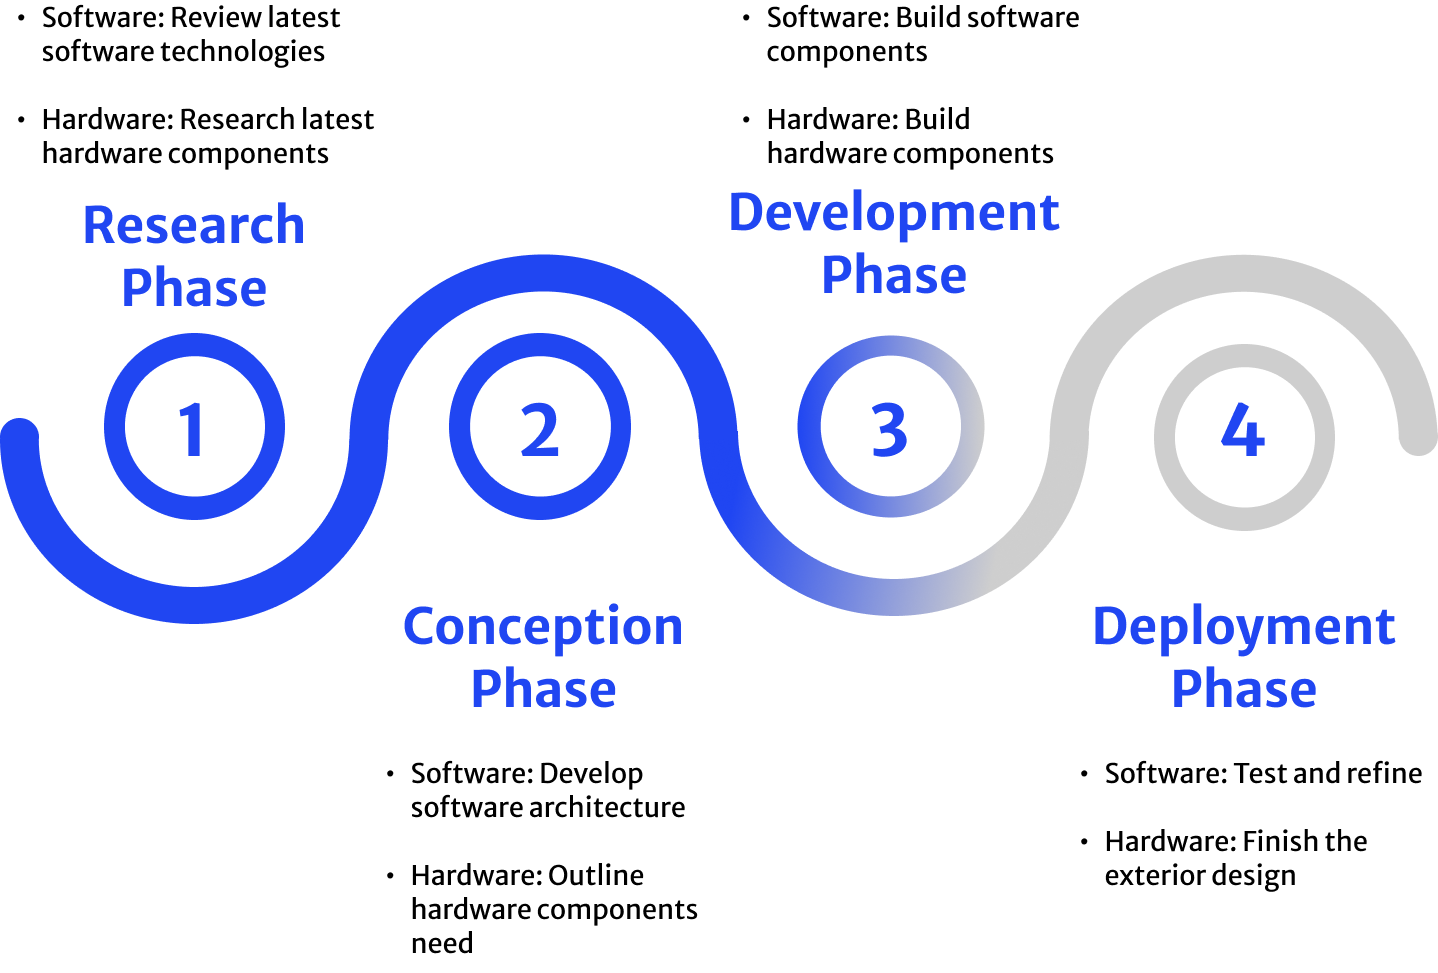 • Software: Review latest
software technologies
• Hardware: Research latest
hardware components
Research
Phase
1
Conception
Phase
2
• Software: Develop
software architecture
• Hardware: Outline
hardware components
need
• Software: Build software
components
• Hardware: Build
hardware components
Development
Phase
3
4
Deployment
Phase
• Software: Test and refine
• Hardware: Finish the
exterior design